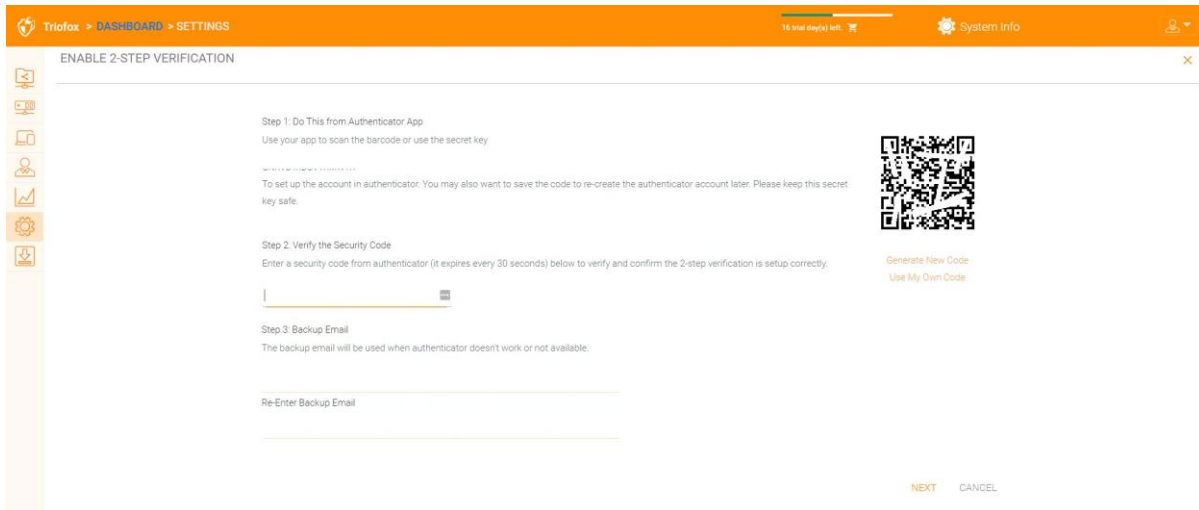 Triofox > DASHBOARD > SETTINGS
16 trial day(s) left:
System Info
ENABLE 2-STEP VERIFICATION
Step 1: Do This from Authenticator App
Use your app to scan the barcode or use the secret key
To set up the account in authenticator. You may also want to save the code to re-create the authenticator account later. Please keep this secret
key safe.
Step 2: Verify the Security Code
Enter a security code from authenticator (it expires every 30 seconds) below to verify and confirm the 2-step verification is setup correctly.
Generate New Code
Use My Own Code
Step 3: Backup Email
The backup email will be used when authenticator doesn't work or not available.
Re-Enter Backup Email
NEXT CANCEL